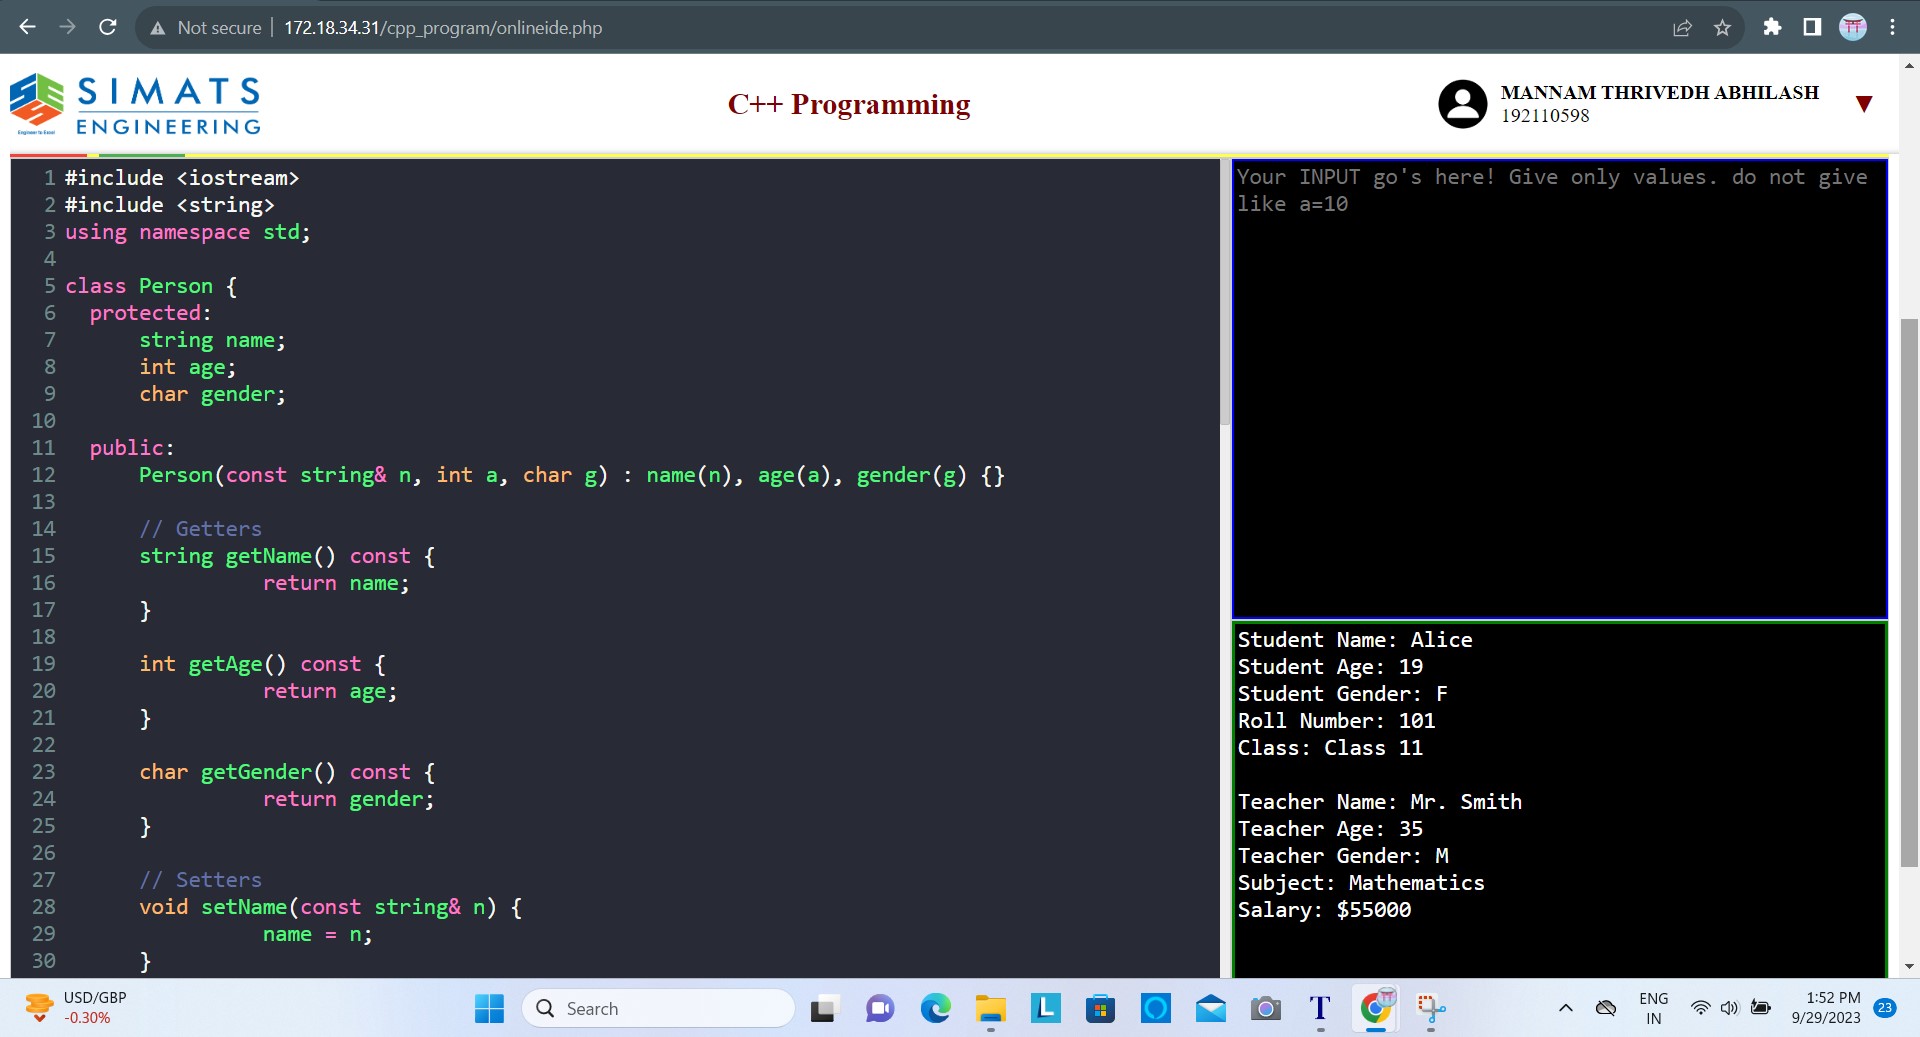 Not secure | 172.18.34.31/cpp_program/onlineide.php
SIMATS
ENGINEERING
Engineer to Excel
C++ Programming
MANNAM THRIVEDH ABHILASH
192110598
1 #include <iostream>
2 #include <string>
3 using namespace std;
4
5 class Person {
6   protected:
7       string name;
8       int age;
9       char gender;
10
11   public:
12       Person(const string& n, int a, char g) : name(n), age(a), gender(g) {}
13
14       // Getters
15       string getName() const {
16                 return name;
17       }
18
19       int getAge() const {
20                 return age;
21       }
22
23       char getGender() const {
24                 return gender;
25       }
26
27       // Setters
28       void setName(const string& n) {
29                 name = n;
30       }
Your INPUT go's here! Give only values. do not give
like a=10
Student Name: Alice
Student Age: 19
Student Gender: F
Roll Number: 101
Class: Class 11

Teacher Name: Mr. Smith
Teacher Age: 35
Teacher Gender: M
Subject: Mathematics
Salary: $55000
USD/GBP
-0.30%
Search
L
T
ENG
IN
1:52 PM
9/29/2023
23